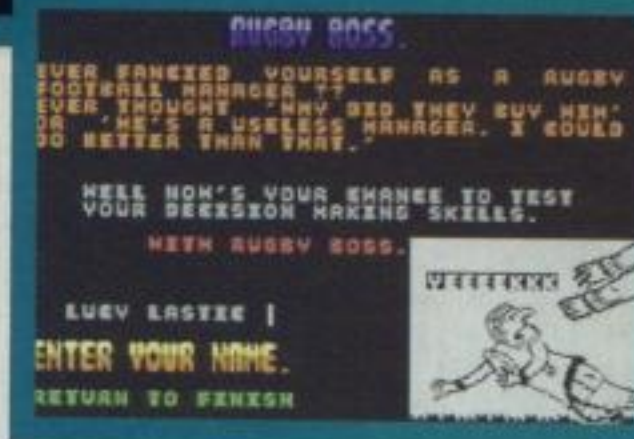 RUGBY BOSS.
EVER FANCIED YOURSELF AS A RUGBY
FOOTBALL MANAGER ??
EVER THOUGHT 'WHY DID THEY BUY HIM'
OR 'HE'S A USELESS MANAGER. I COULD
DO BETTER THAN THAT.'
WELL NOW'S YOUR CHANCE TO TEST
YOUR DECISION MAKING SKILLS.
WITH RUGBY BOSS.
YEEEEKKK
LUCY LASTIC
ENTER YOUR NAME.
RETURN TO FINISH